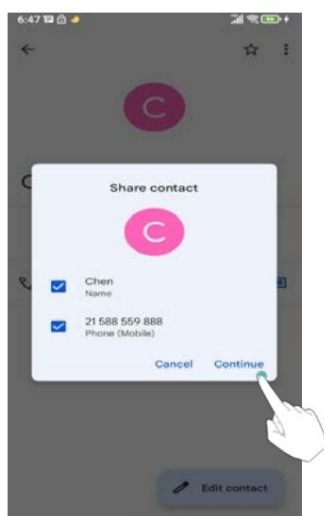 6:47
C
C
Share contact
C
Chen
Name
21 588 559 888
Phone (Mobile)
Cancel Continue
Edit contact